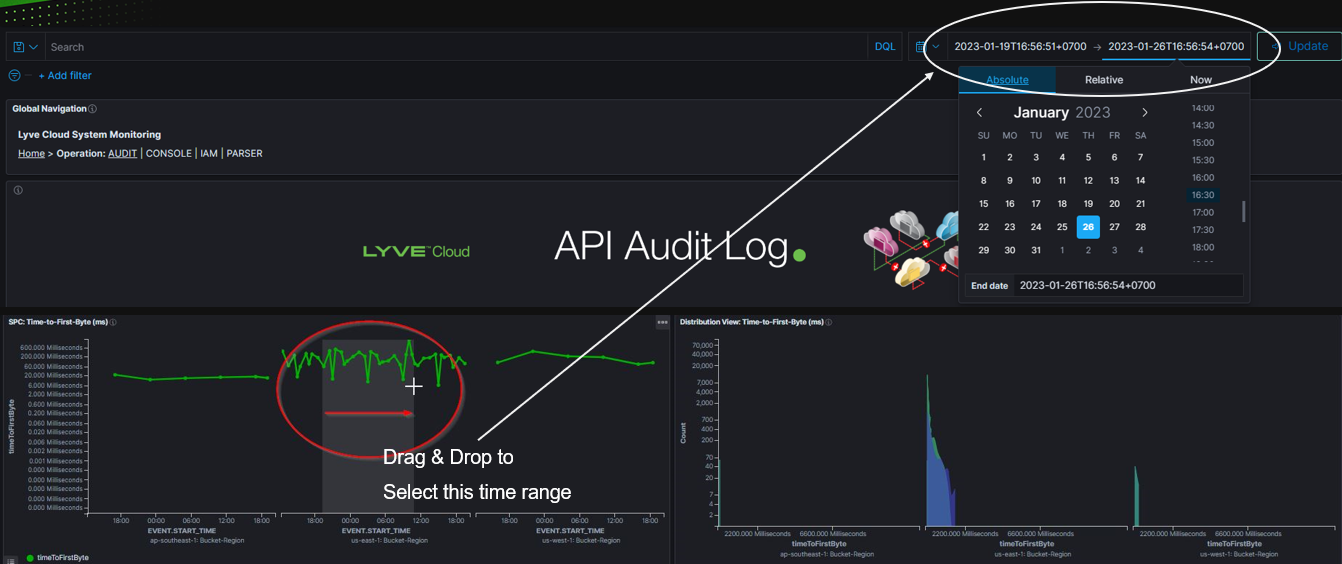 Search
DQL
2023-01-19T16:56:51+0700 → 2023-01-26T16:56:54+0700
Update
+ Add filter
Absolute
Relative
Now
Global Navigation
Lyve Cloud System Monitoring
Home > Operation: AUDIT | CONSOLE | IAM | PARSER
January 2023
SU MO TU WE TH FR SA
1 2 3 4 5 6 7
8 9 10 11 12 13 14
15 16 17 18 19 20 21
22 23 24 25 26 27 28
29 30 31 1 2 3 4
14:00
14:30
15:00
15:30
16:00
16:30
17:00
17:30
18:00
End date
2023-01-26T16:56:54+0700
LYVE™Cloud
API Audit Log
SPC: Time-to-First-Byte (ms)
600.000 Milliseconds
200.000 Milliseconds
60.000 Milliseconds
20.000 Milliseconds
6.000 Milliseconds
2.000 Milliseconds
0.600 Milliseconds
0.200 Milliseconds
0.060 Milliseconds
0.020 Milliseconds
0.006 Milliseconds
0.002 Milliseconds
0.001 Milliseconds
0.000 Milliseconds
0.000 Milliseconds
0.000 Milliseconds
0.000 Milliseconds
0.000 Milliseconds
timeToFirstByte
18:00 00:00 06:00 12:00 18:00
18:00 00:00 06:00 12:00 18:00
18:00 00:00 06:00 12:00 18:00
EVENT.START_TIME
EVENT.START_TIME
EVENT.START_TIME
ap-southeast-1: Bucket-Region
us-east-1: Bucket-Region
us-west-1: Bucket-Region
timeToFirstByte
Drag & Drop to
Select this time range
Distribution View: Time-to-First-Byte (ms)
70,000
40,000
20,000
7,000
4,000
2,000
700
400
200
70
40
20
7
4
2
Count
2200.000 Milliseconds 6600.000 Milliseconds
2200.000 Milliseconds 6600.000 Milliseconds
2200.000 Milliseconds 6600.000 Milliseconds
timeToFirstByte
timeToFirstByte
timeToFirstByte
ap-southeast-1: Bucket-Region
us-east-1: Bucket-Region
us-west-1: Bucket-Region